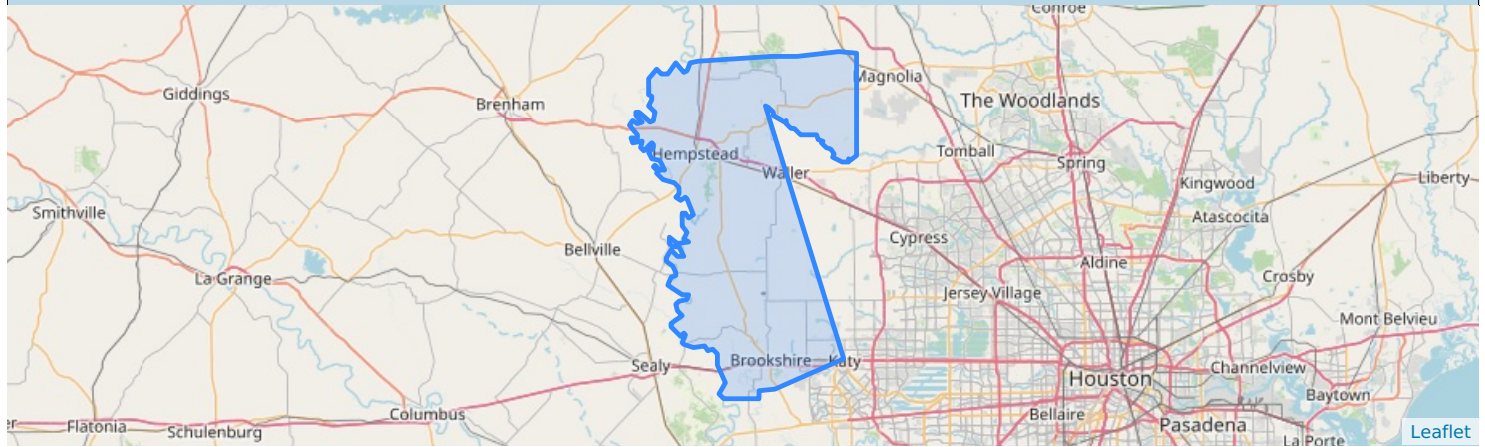 Conroe
Magnolia
Giddings
Brenham
The Woodlands
Hempstead
Tomball
Spring
Waller
Liberty
Kingwood
Smithville
Atascocita
Cypress
Bellville
Aldine
La Grange
Crosby
Jersey Village
Mont Belvieu
Brookshire
Katy
Sealy
Channelview
Houston
Baytown
Columbus
Bellaire
Pasadena
er
Flatonia
Schulenburg
La Porte
Leaflet